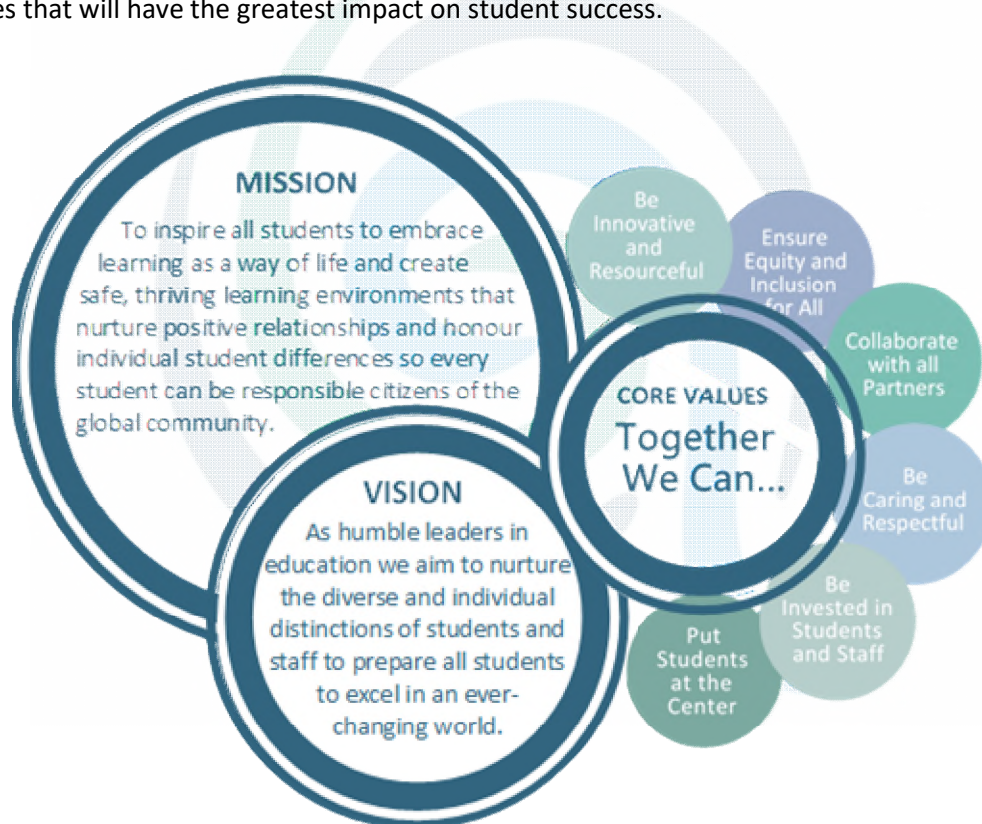 es that will have the greatest impact on student success.
MISSION
To inspire all students to embrace
learning as a way of life and create
safe, thriving learning environments that
nurture positive relationships and honour
individual student differences so every
student can be responsible citizens of the
global community.
VISION
As humble leaders in
education we aim to nurture
the diverse and individual
distinctions of students and
staff to prepare all students
to excel in an ever-
changing world.
CORE VALUES
Together
We Can...
Be
Innovative
and
Resourceful
Ensure
Equity and
Inclusion
for All
Collaborate
with all
Partners
Be
Caring and
Respectful
Be
Invested in
Students
and Staff
Put
Students
at the
Center